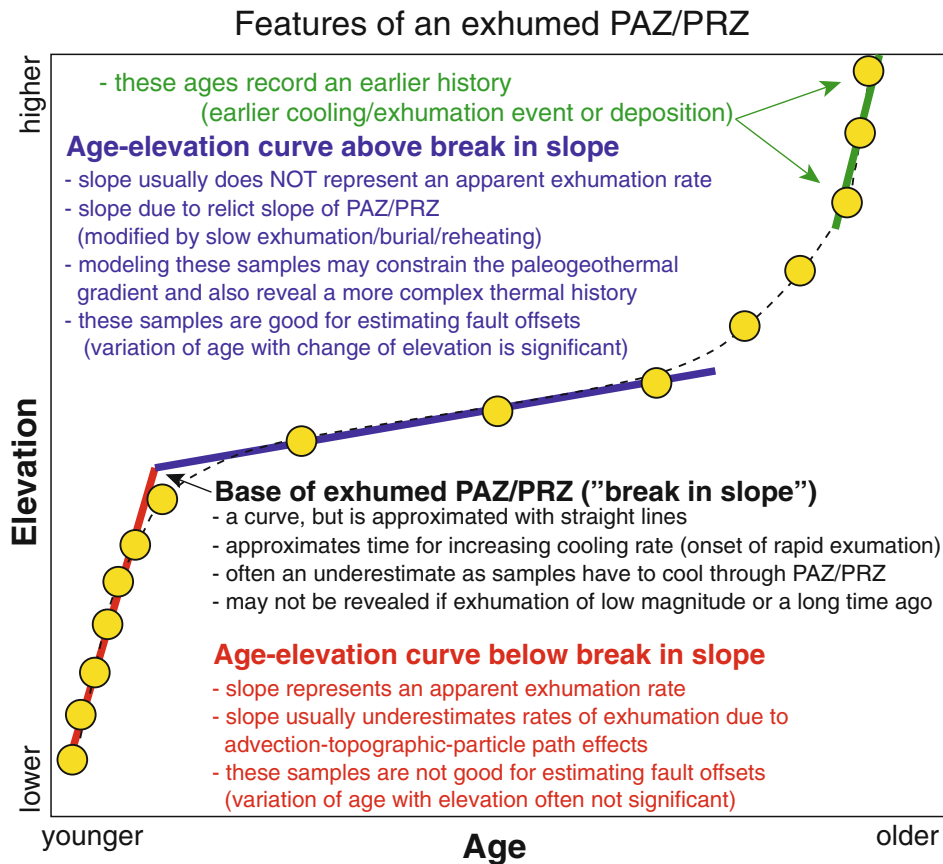 Features of an exhumed PAZ/PRZ
higher
- these ages record an earlier history
(earlier cooling/exhumation event or deposition)
Age-elevation curve above break in slope
- slope usually does NOT represent an apparent exhumation rate
- slope due to relict slope of PAZ/PRZ
(modified by slow exhumation/burial/reheating)
- modeling these samples may constrain the paleogeothermal
gradient and also reveal a more complex thermal history
- these samples are good for estimating fault offsets
(variation of age with change of elevation is significant)
Elevation
Base of exhumed PAZ/PRZ ("break in slope")
- a curve, but is approximated with straight lines
- approximates time for increasing cooling rate (onset of rapid exumation)
- often an underestimate as samples have to cool through PAZ/PRZ
- may not be revealed if exhumation of low magnitude or a long time ago
Age-elevation curve below break in slope
- slope represents an apparent exhumation rate
- slope usually underestimates rates of exhumation due to
advection-topographic-particle path effects
- these samples are not good for estimating fault offsets
(variation of age with elevation often not significant)
lower
younger
Age
older